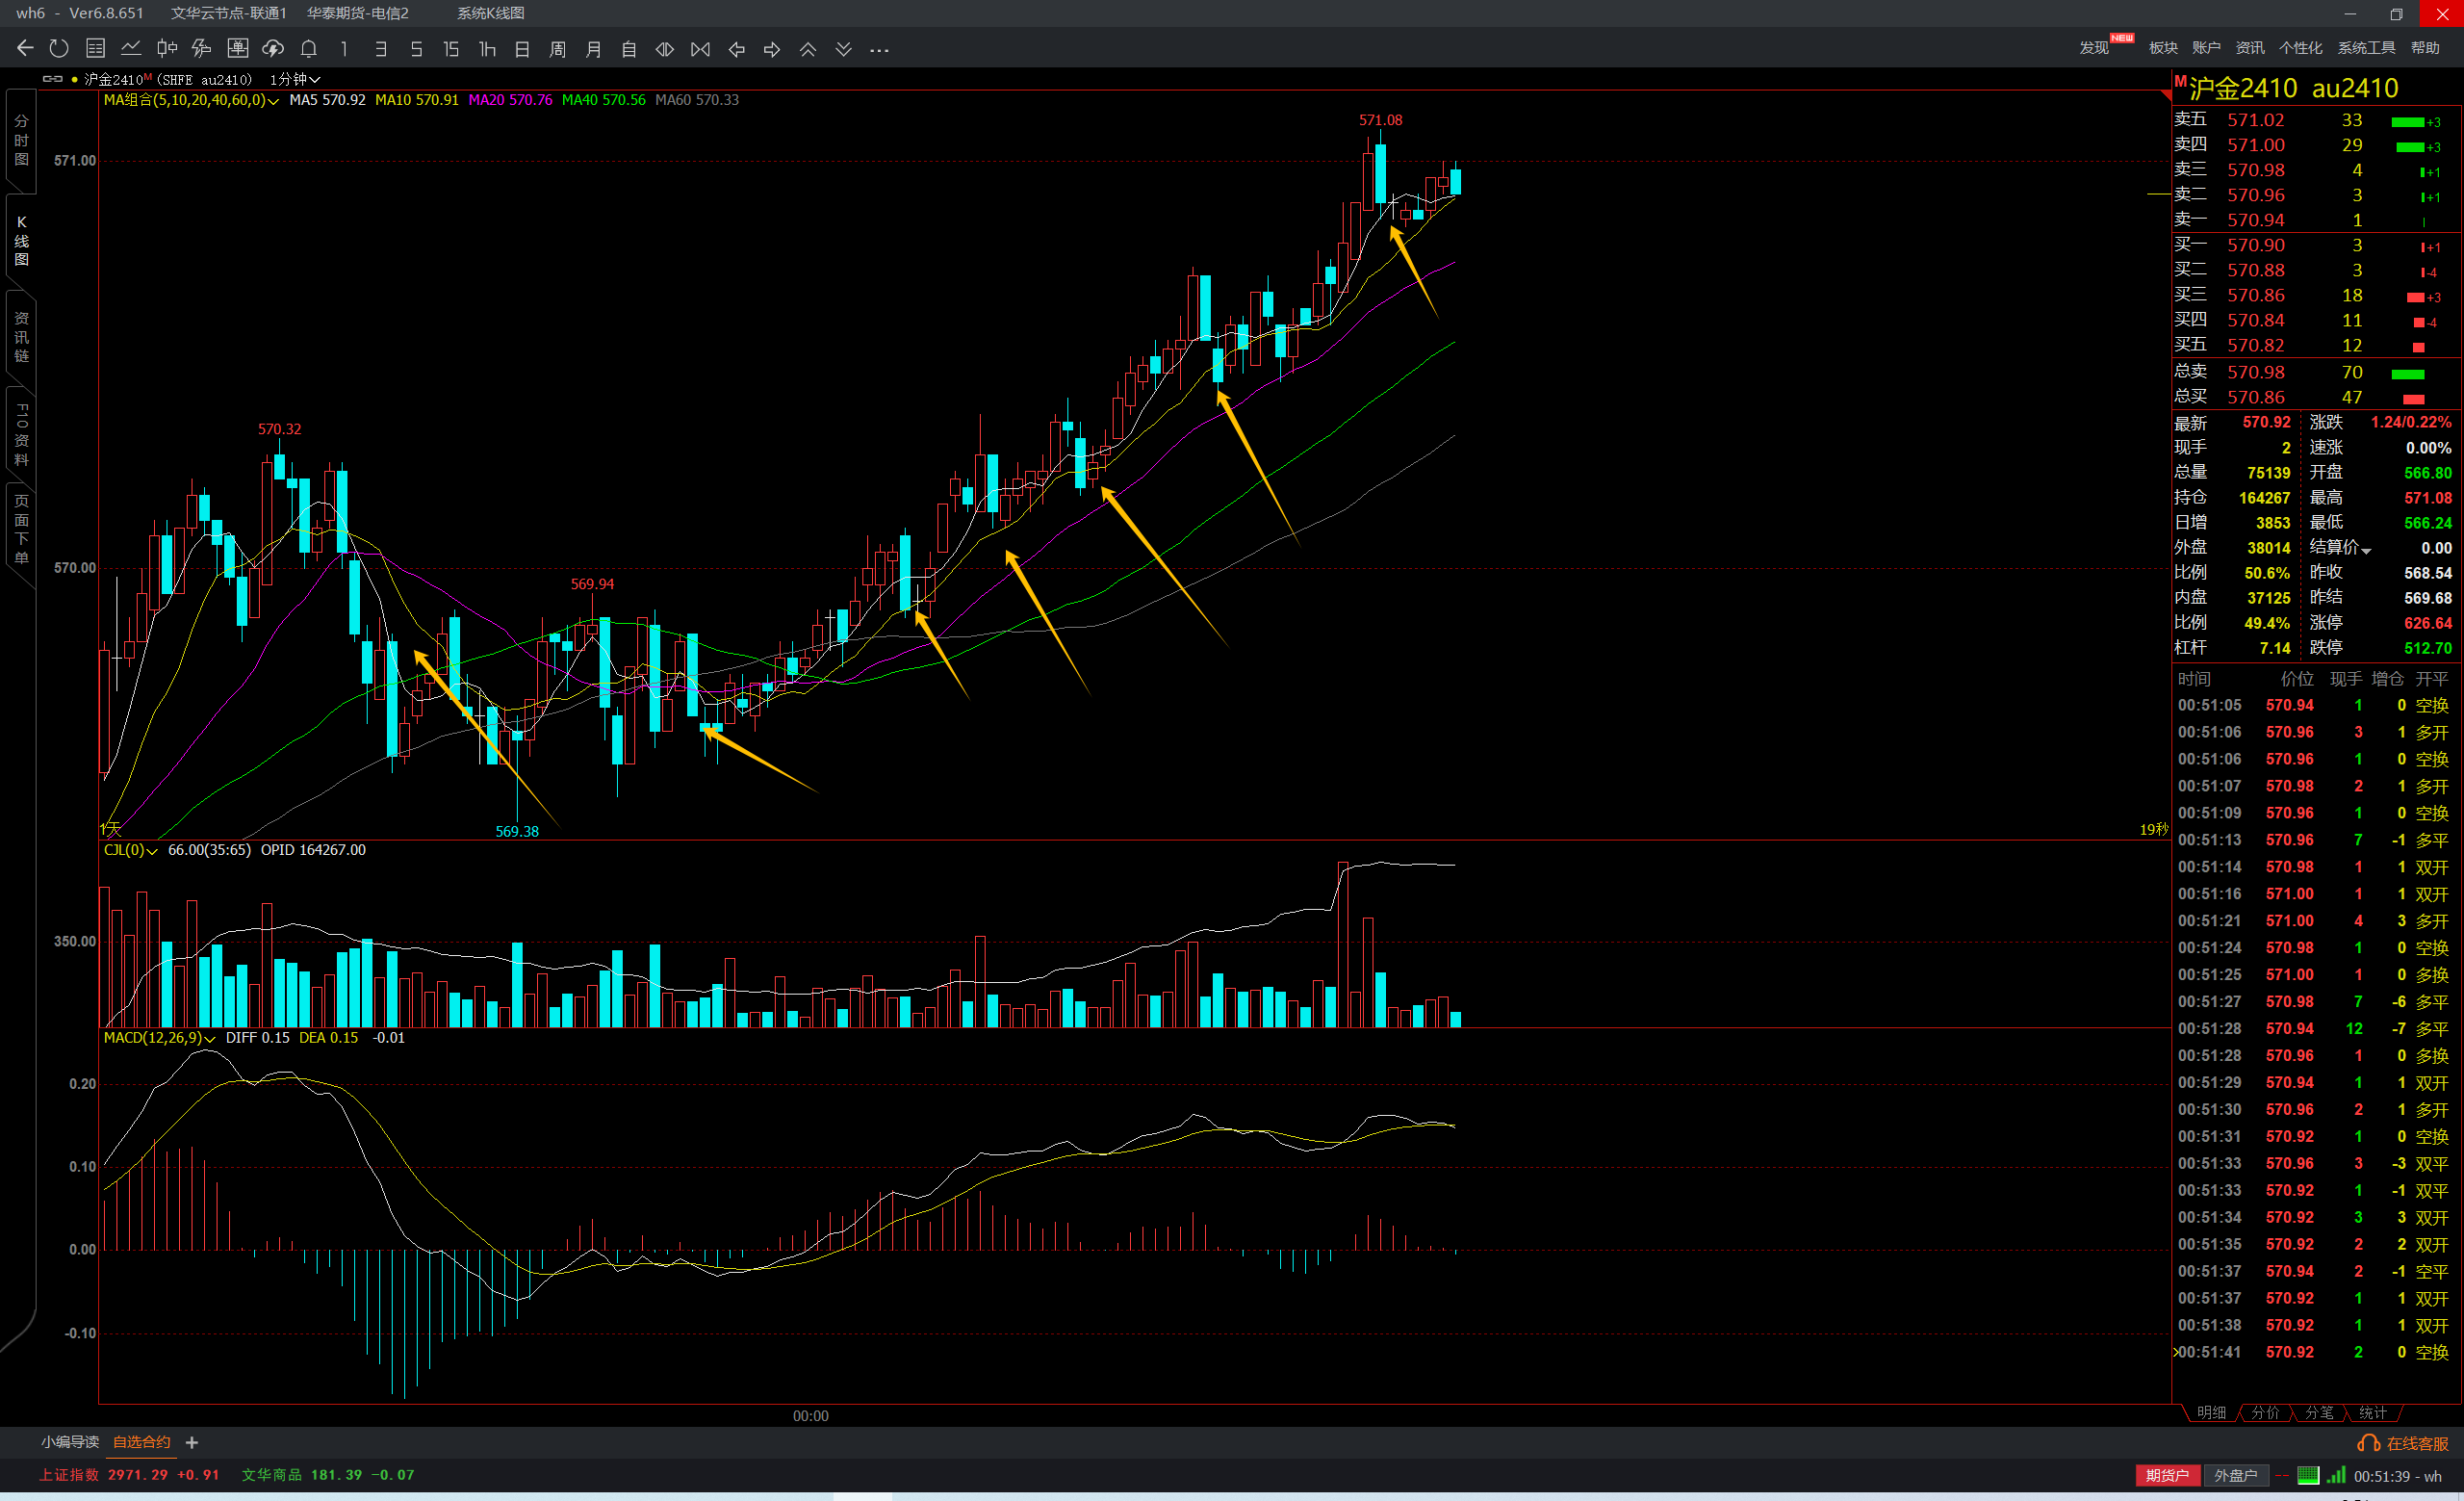 wh6 - Ver6.8.651 文华云节点-联通1 华泰期货-电信2 系统K线图
1 3 5 15 1h 日 周 月 自 ... 发现 NEW 板块 账户 资讯 个性化 系统工具 帮助
沪金2410M(SHFE au2410) 1分钟
MA组合(5,10,20,40,60,0) MA5 570.92 MA10 570.91 MA20 570.76 MA40 570.56 MA60 570.33
分时图
K线图
资讯链
F10资料
页面下单
571.08
571.00
570.32
570.00
569.94
569.38
1天
19秒
CJL(0) 66.00(35:65) OPID 164267.00
350.00
MACD(12,26,9) DIFF 0.15 DEA 0.15 -0.01
0.20
0.10
0.00
-0.10
00:00
M沪金2410 au2410
卖五 571.02 33 +3
卖四 571.00 29 +3
卖三 570.98 4 +1
卖二 570.96 3 +1
卖一 570.94 1
买一 570.90 3 +1
买二 570.88 3 -4
买三 570.86 18 +3
买四 570.84 11 -4
买五 570.82 12
总卖 570.98 70
总买 570.86 47
最新 570.92 涨跌 1.24/0.22%
现手 2 速涨 0.00%
总量 75139 开盘 566.80
持仓 164267 最高 571.08
日增 3853 最低 566.24
外盘 38014 结算价 0.00
比例 50.6% 昨收 568.54
内盘 37125 昨结 569.68
比例 49.4% 涨停 626.64
杠杆 7.14 跌停 512.70
时间 价位 现手 增仓 开平
00:51:05 570.94 1 0 空换
00:51:06 570.96 3 1 多开
00:51:06 570.96 1 0 空换
00:51:07 570.98 2 1 多开
00:51:09 570.96 1 0 空换
00:51:13 570.96 7 -1 多平
00:51:14 570.98 1 1 双开
00:51:16 571.00 1 1 双开
00:51:21 571.00 4 3 多开
00:51:24 570.98 1 0 空换
00:51:25 571.00 1 0 多换
00:51:27 570.98 7 -6 多平
00:51:28 570.94 12 -7 多平
00:51:28 570.96 1 0 多换
00:51:29 570.94 1 1 双开
00:51:30 570.96 2 1 多开
00:51:31 570.92 1 0 空换
00:51:33 570.96 3 -3 双平
00:51:33 570.92 1 -1 双平
00:51:34 570.92 3 3 双开
00:51:35 570.92 2 2 双开
00:51:37 570.94 2 -1 空平
00:51:37 570.92 1 1 双开
00:51:38 570.92 1 1 双开
00:51:41 570.92 2 0 空换
明细 分价 分笔 统计
小编导读 自选合约 + 在线客服
上证指数 2971.29 +0.91 文华商品 181.39 -0.07 期货户 外盘户 -- 00:51:39 - wh